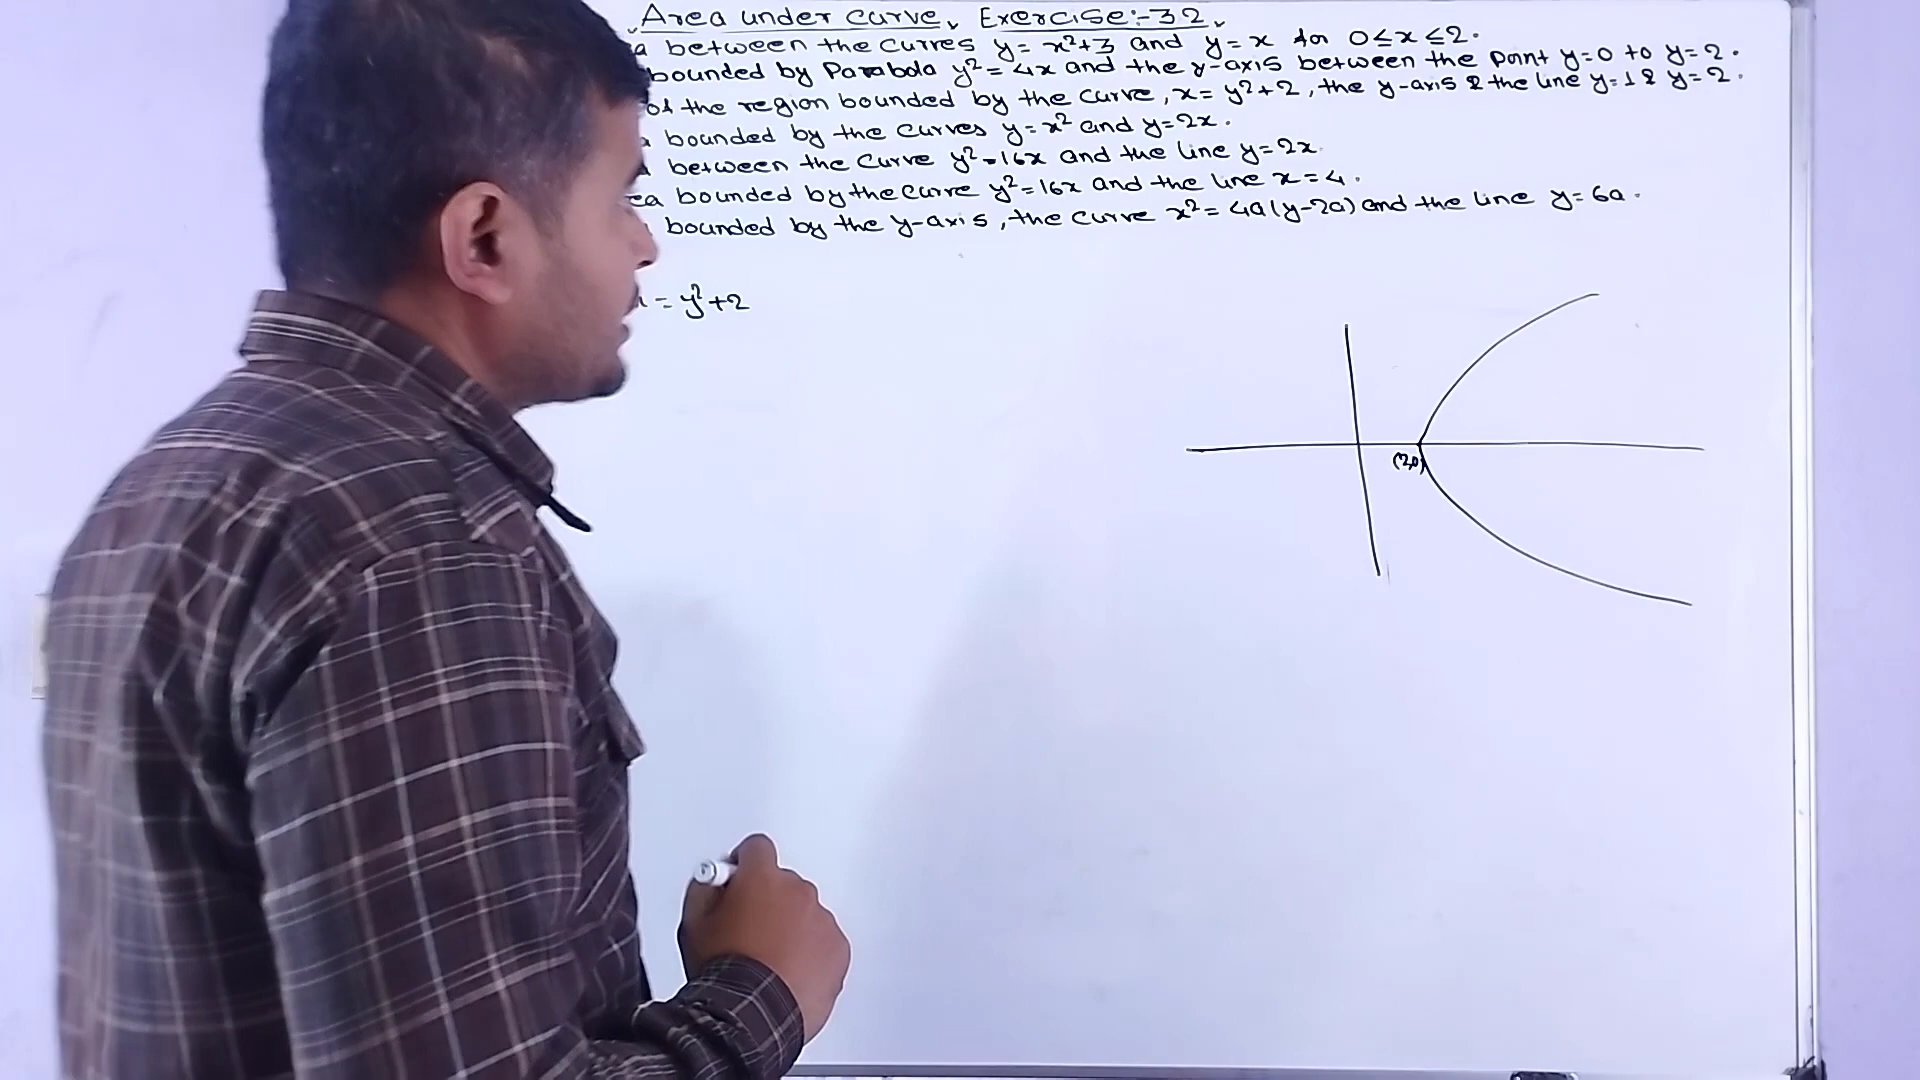 Area under curve, Exercise:-32,
a between the curves y = x²+3 and y = x for 0≤x≤2.
bounded by Parabola y² = 4x and the y-axis between the point y=0 to y=2.
of the region bounded by the curve, x = y²+2, the y-axis & the line y=1 & y=2.
bounded by the curves y=x² and y=2x.
between the curve y²=16x and the line y=2x.
ea bounded by the curve y²=16x and the line x=4.
bounded by the y-axis, the curve x² = 4a(y-2a) and the line y=6a.
= y²+2
(2,0)